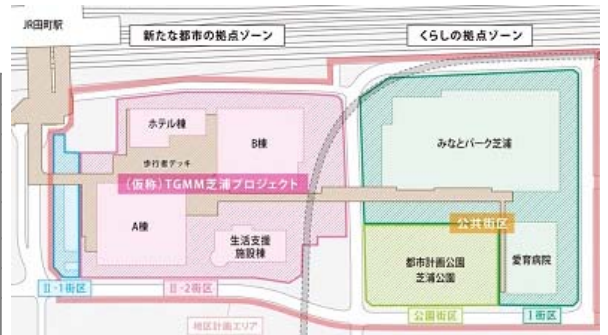 JR田町駅
新たな都市の拠点ゾーン
くらしの拠点ゾーン
ホテル棟
B棟
歩行者デッキ
(仮称)TGMM芝浦プロジェクト
A棟
生活支援
施設棟
みなとパーク芝浦
公共街区
都市計画公園
芝浦公園
愛育病院
II-1街区
II-2街区
公園街区
I街区
地区計画エリア